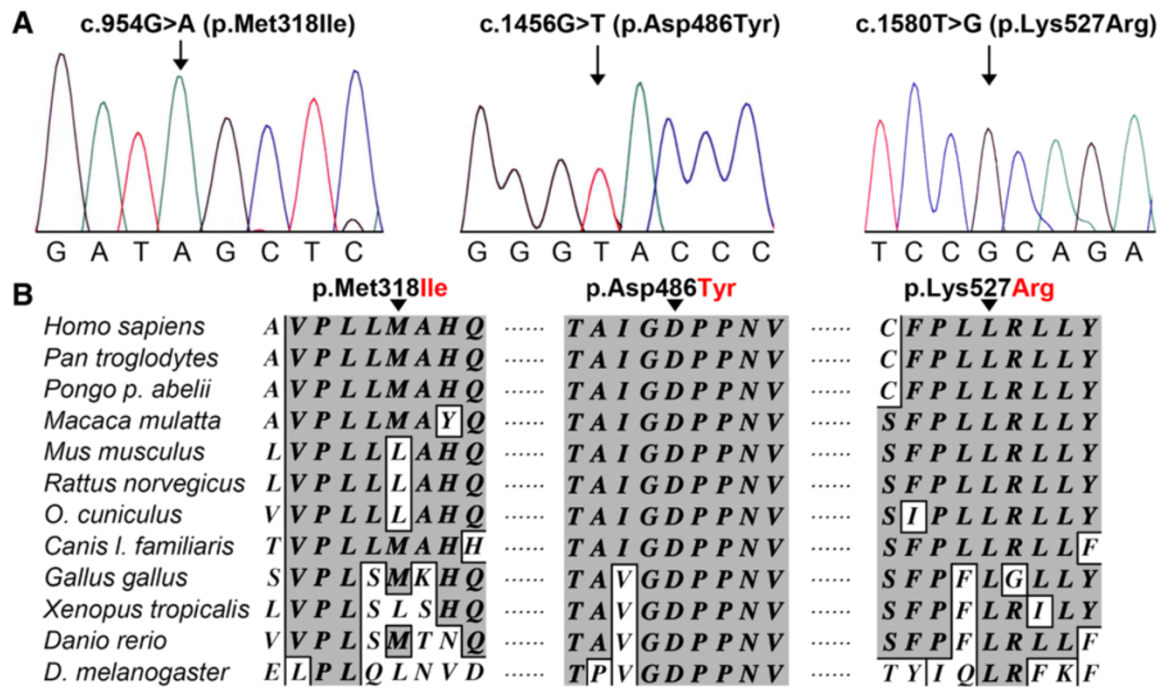 A
c.954G>A (p.Met318Ile) c.1456G>T (p.Asp486Tyr) c.1580T>G (p.Lys527Arg)
G A T A G C T C G G G T A C C C T C C G C A G A
B
p.Met318Ile p.Asp486Tyr p.Lys527Arg
Homo sapiens A V P L L M A H Q ...... T A I G D P P N V ...... C F P L L R L L Y
Pan troglodytes A V P L L M A H Q ...... T A I G D P P N V ...... C F P L L R L L Y
Pongo p. abelii A V P L L M A H Q ...... T A I G D P P N V ...... C F P L L R L L Y
Macaca mulatta A V P L L M A Y Q ...... T A I G D P P N V ...... S F P L L R L L Y
Mus musculus L V P L L L A H Q ...... T A I G D P P N V ...... S F P L L R L L Y
Rattus norvegicus L V P L L L A H Q ...... T A I G D P P N V ...... S F P L L R L L Y
O. cuniculus V V P L L L A H Q ...... T A I G D P P N V ...... S I P L L R L L Y
Canis l. familiaris T V P L L M A H H ...... T A I G D P P N V ...... S F P L L R L L F
Gallus gallus S V P L S M K H Q ...... T A V G D P P N V ...... S F P F L G L L Y
Xenopus tropicalis L V P L S L S H Q ...... T A V G D P P N V ...... S F P F L R I L Y
Danio rerio V V P L S M T N Q ...... T A V G D P P N V ...... S F P F L R L L F
D. melanogaster E L P L Q L N V D ...... T P V G D P P N V ...... T Y I Q L R F K F